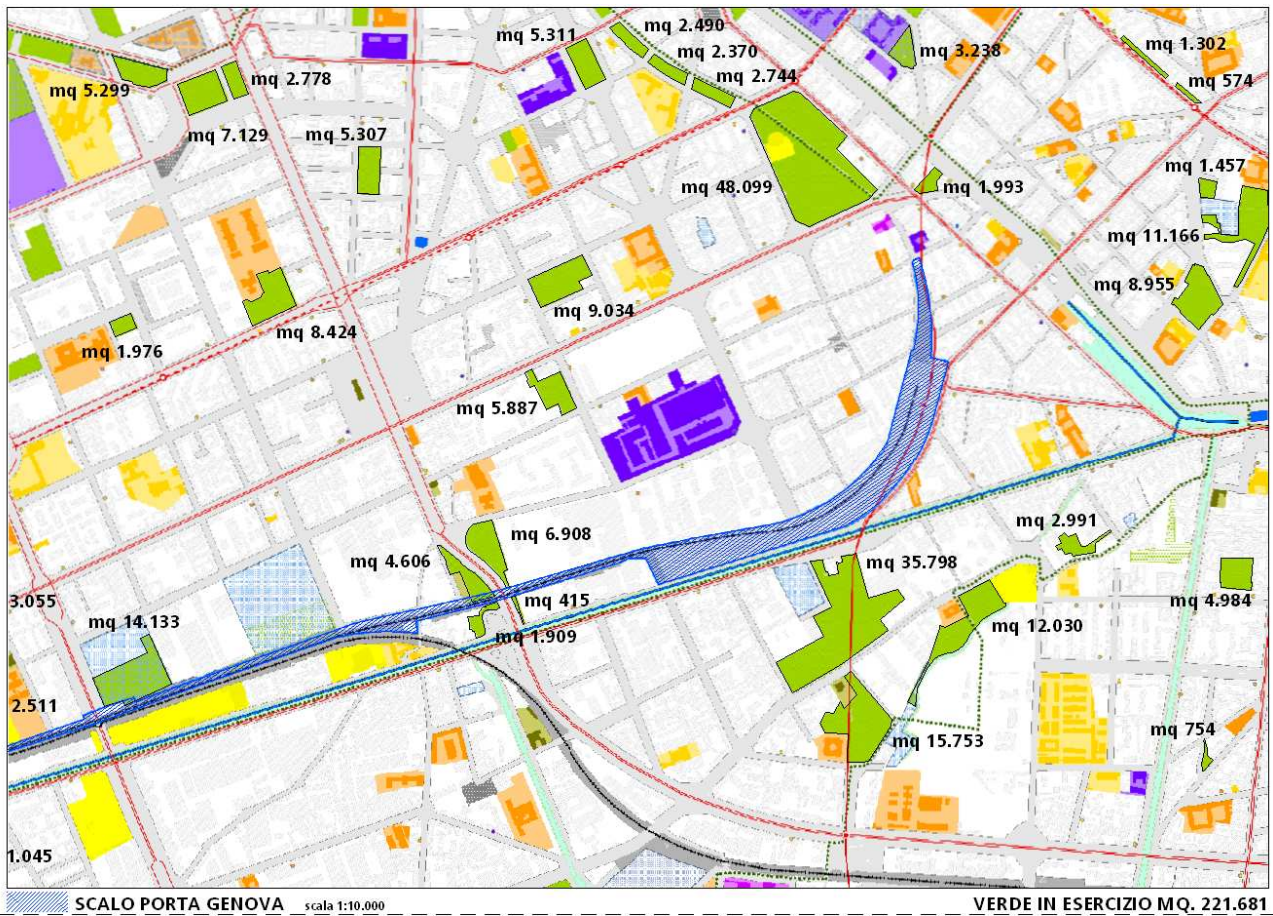 mq 5.311
mq 2.490
mq 2.370
mq 2.744
mq 3.238
mq 1.302
mq 574
mq 5.299
mq 2.778
mq 7.129
mq 5.307
mq 48.099
mq 1.993
mq 1.457
mq 11.166
mq 8.955
mq 9.034
mq 8.424
mq 1.976
mq 5.887
mq 6.908
mq 4.606
mq 2.991
mq 35.798
mq 415
mq 4.984
3.055
mq 14.133
mq 1.909
mq 12.030
2.511
mq 15.753
mq 754
1.045
SCALO PORTA GENOVA scala 1:10.000
VERDE IN ESERCIZIO MQ. 221.681